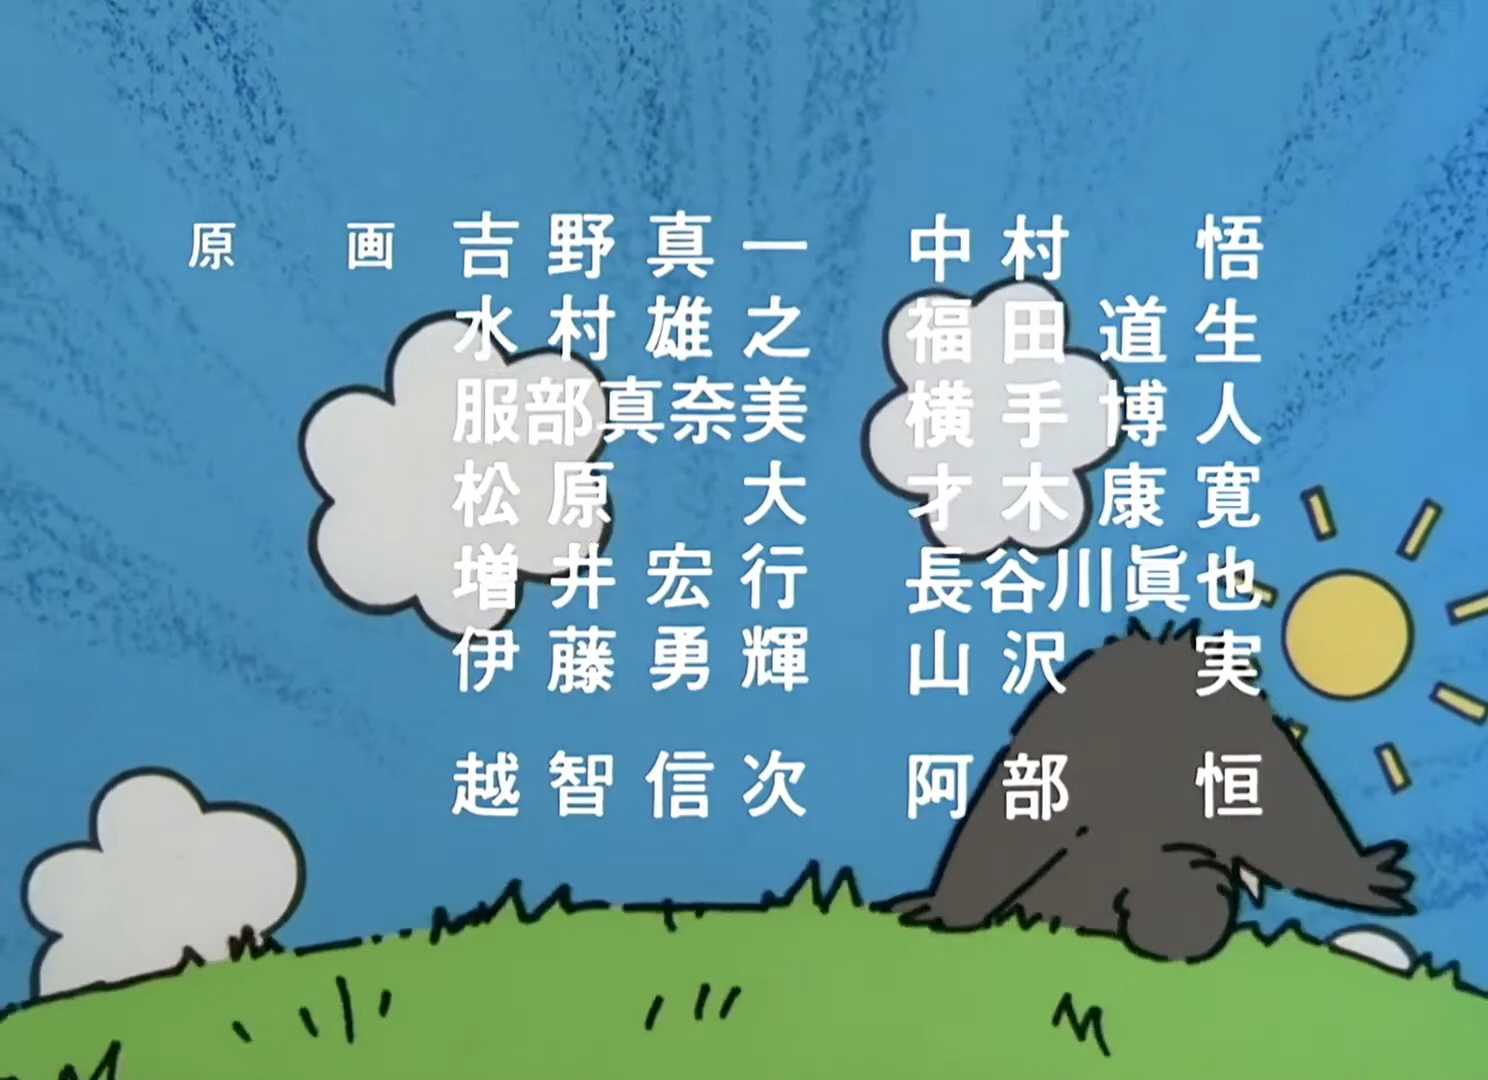 原画 吉野真一 中村悟
水村雄之 福田道生
服部真奈美 横手博人
松原大 才木康寛
増井宏行 長谷川眞也
伊藤勇輝 山沢実
越智信次 阿部恒